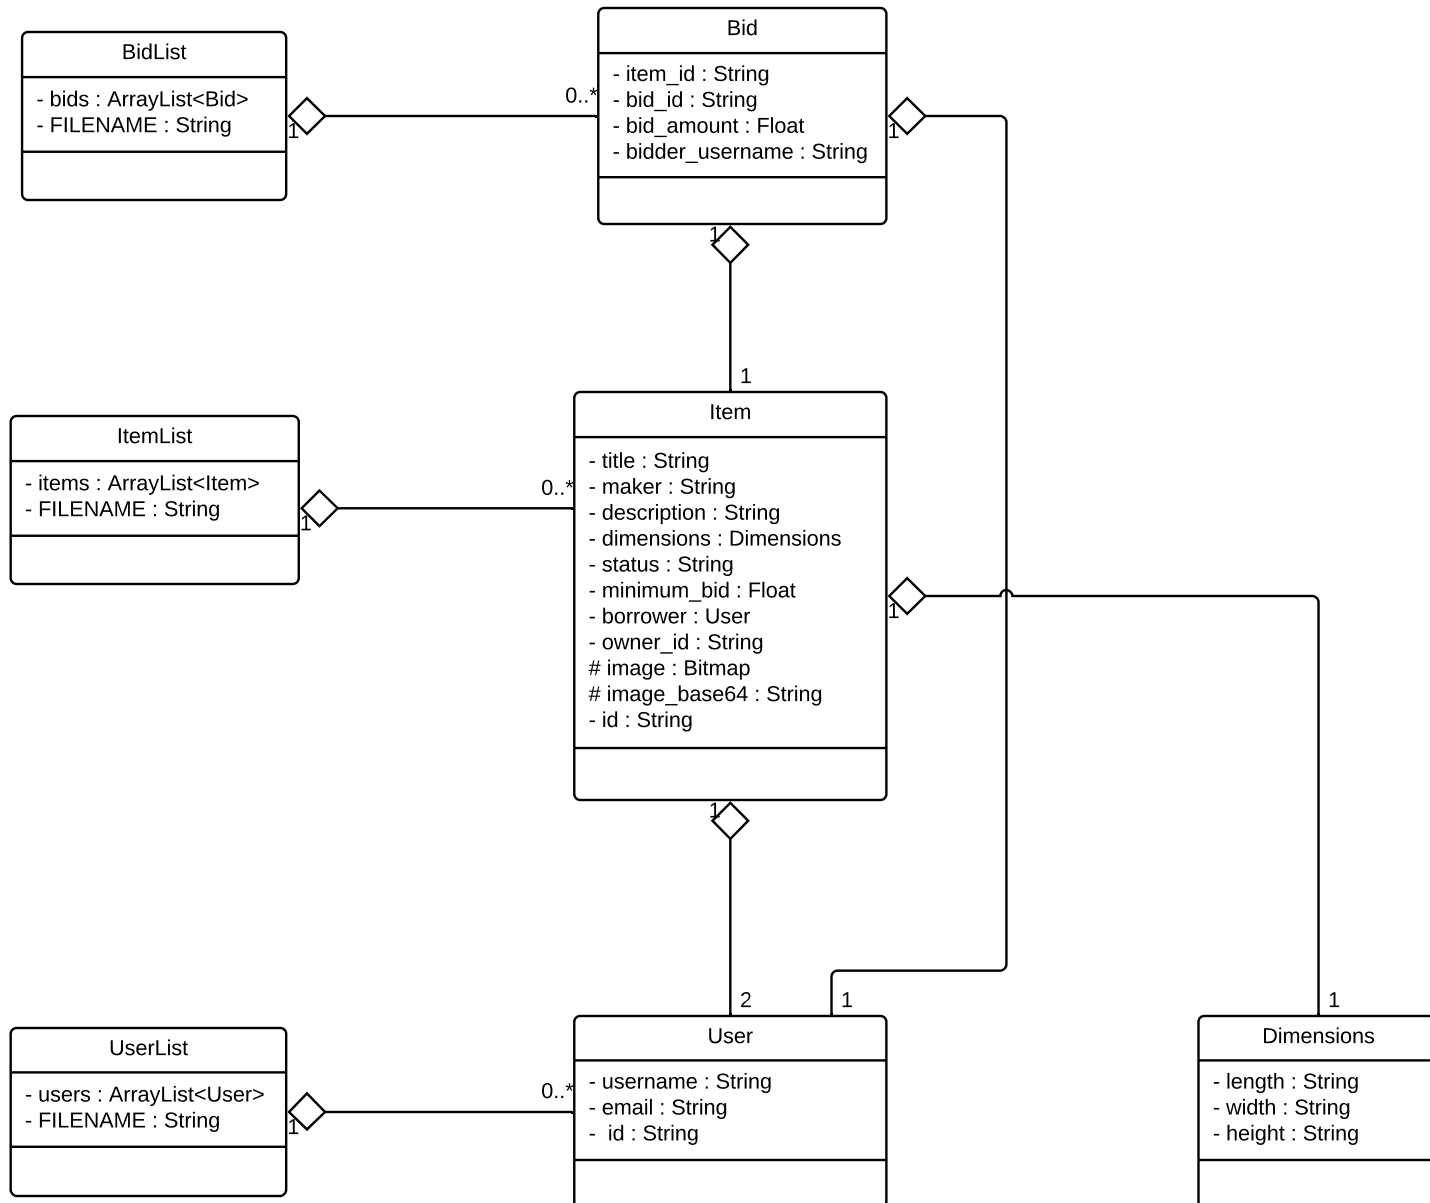 BidList
- bids : ArrayList<Bid>
- FILENAME : String
1
0..*
Bid
- item_id : String
- bid_id : String
- bid_amount : Float
- bidder_username : String
1
1
1
ItemList
- items : ArrayList<Item>
- FILENAME : String
1
0..*
Item
- title : String
- maker : String
- description : String
- dimensions : Dimensions
- status : String
- minimum_bid : Float
- borrower : User
- owner_id : String
# image : Bitmap
# image_base64 : String
- id : String
1
1
2
1
1
UserList
- users : ArrayList<User>
- FILENAME : String
1
0..*
User
- username : String
- email : String
-  id : String
Dimensions
- length : String
- width : String
- height : String